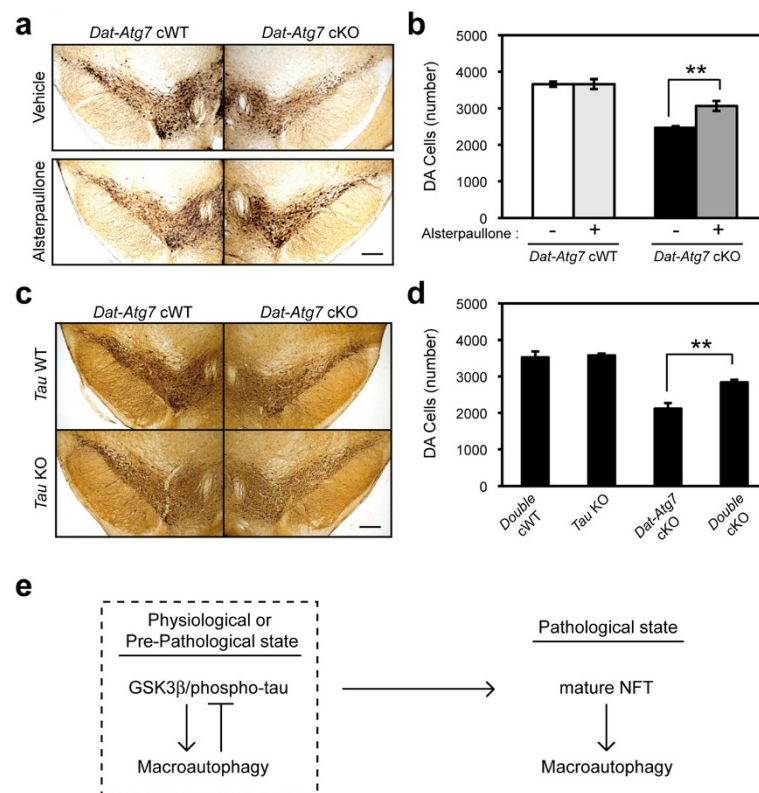 a
Dat-Atg7 cWT
Dat-Atg7 cKO
Vehicle
Alsterpaullone
b
DA Cells (number)
5000
4000
3000
2000
1000
0
**
Alsterpaullone : - + - +
Dat-Atg7 cWT
Dat-Atg7 cKO
c
Dat-Atg7 cWT
Dat-Atg7 cKO
Tau WT
Tau KO
d
DA Cells (number)
5000
4000
3000
2000
1000
0
**
Double
cWT
Tau KO
Dat-Atg7
cKO
Double
cKO
e
Physiological or
Pre-Pathological state
GSK3β/phospho-tau
Macroautophagy
Pathological state
mature NFT
Macroautophagy